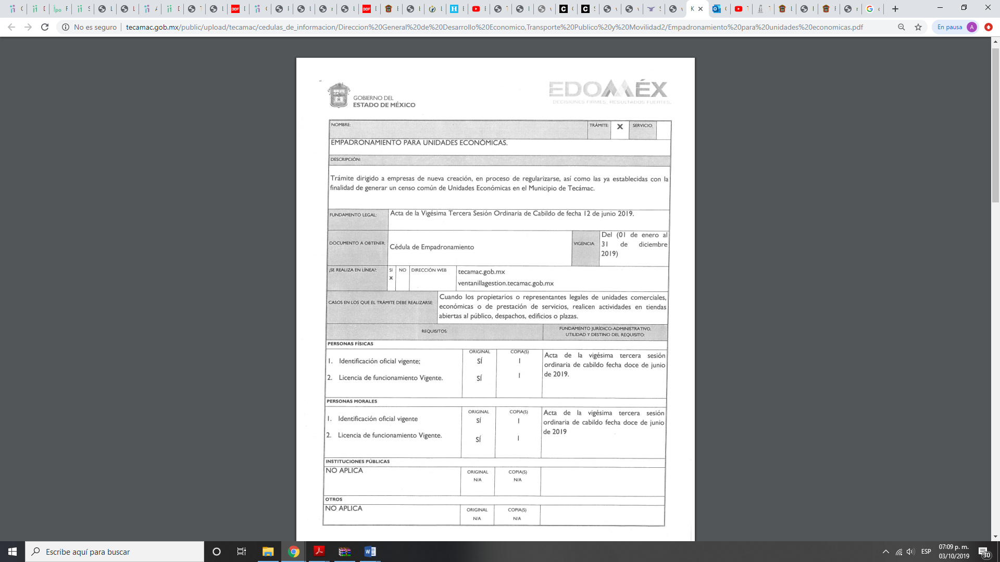 No es seguro
tecamac.gob.mx/public/upload/tecamac/cedulas_de_informacion/Direccion%20General%20de%20Desarrollo%20Economico,Transporte%20Publico%20y%20Movilidad2/Empadronamiento%20para%20unidades%20economicas.pdf
En pausa
A
GOBIERNO DEL
ESTADO DE MÉXICO
EDOMÉX
DECISIONES FIRMES, RESULTADOS FUERTES.
NOMBRE: TRÁMITE: X SERVICIO:
EMPADRONAMIENTO PARA UNIDADES ECONÓMICAS.
DESCRIPCIÓN:
Trámite dirigido a empresas de nueva creación, en proceso de regularizarse, así como las ya establecidas con la
finalidad de generar un censo común de Unidades Económicas en el Municipio de Tecámac.
FUNDAMENTO LEGAL: Acta de la Vigésima Tercera Sesión Ordinaria de Cabildo de fecha 12 de junio 2019.
DOCUMENTO A OBTENER: Cédula de Empadronamiento
VIGENCIA: Del (01 de enero al
31 de diciembre
2019)
¿SE REALIZA EN LÍNEA?: SI NO DIRECCIÓN WEB tecamac.gob.mx
x
ventanillagestion.tecamac.gob.mx
CASOS EN LOS QUE EL TRÁMITE DEBE REALIZARSE: Cuando los propietarios o representantes legales de unidades comerciales,
económicas o de prestación de servicios, realicen actividades en tiendas
abiertas al público, despachos, edificios o plazas.
REQUISITOS:
FUNDAMENTO JURÍDICO-ADMINISTRATIVO,
UTILIDAD Y DESTINO DEL REQUISITO:
PERSONAS FÍSICAS
ORIGINAL COPIA(S)
1. Identificación oficial vigente; SÍ 1
2. Licencia de funcionamiento Vigente. SÍ 1
Acta de la vigésima tercera sesión
ordinaria de cabildo fecha doce de junio
de 2019.
PERSONAS MORALES
ORIGINAL COPIA(S)
1. Identificación oficial vigente SÍ 1
2. Licencia de funcionamiento Vigente. SÍ 1
Acta de la vigésima tercera sesión
ordinaria de cabildo fecha doce de junio
de 2019
INSTITUCIONES PÚBLICAS
NO APLICA ORIGINAL COPIA(S)
N/A N/A
OTROS
NO APLICA ORIGINAL COPIA(S)
N/A N/A
Escribe aquí para buscar
ESP
07:09 p. m.
03/10/2019
30